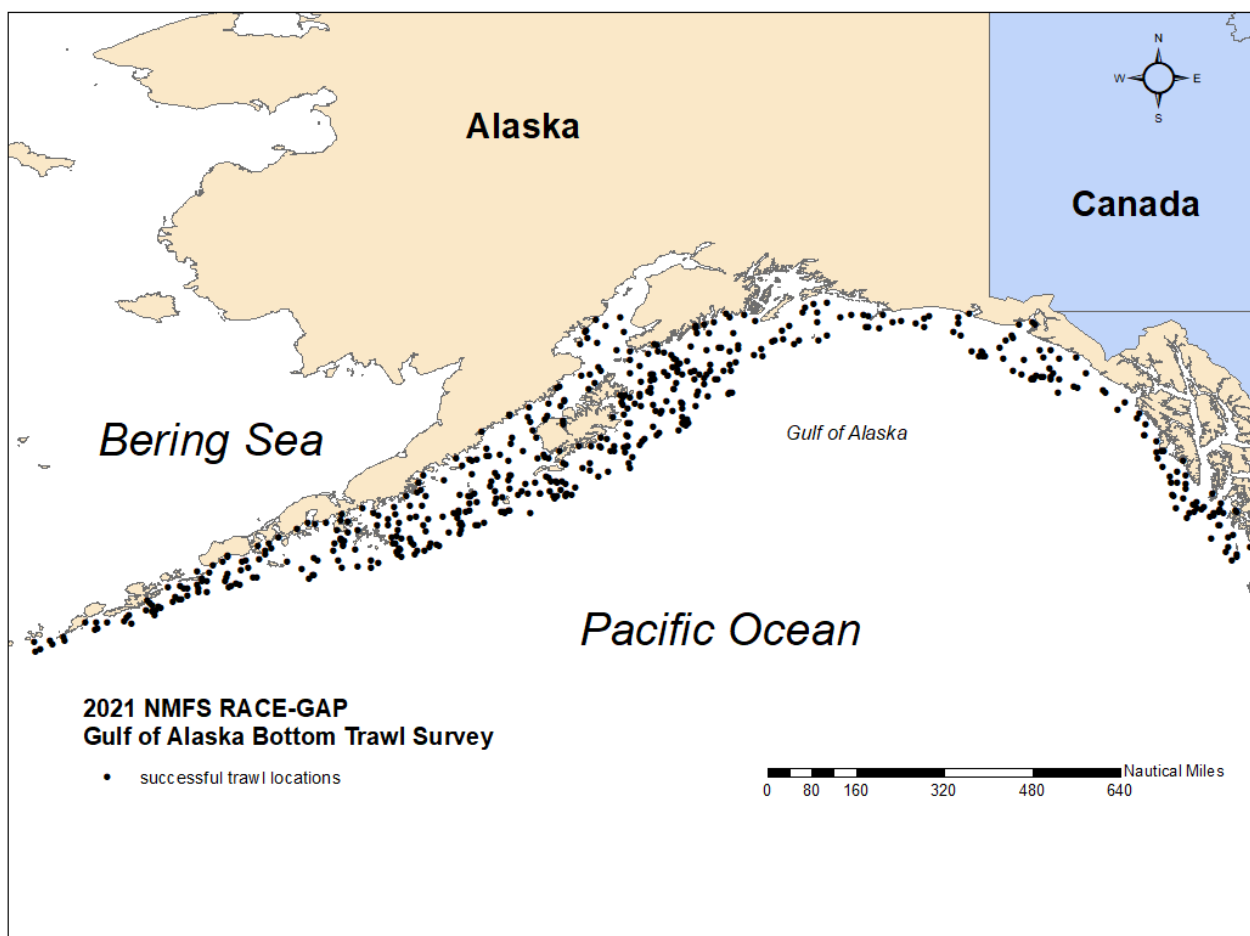 N
W E
S
Alaska
Canada
Bering Sea
Gulf of Alaska
Pacific Ocean
2021 NMFS RACE-GAP
Gulf of Alaska Bottom Trawl Survey
successful trawl locations
Nautical Miles
0 80 160 320 480 640